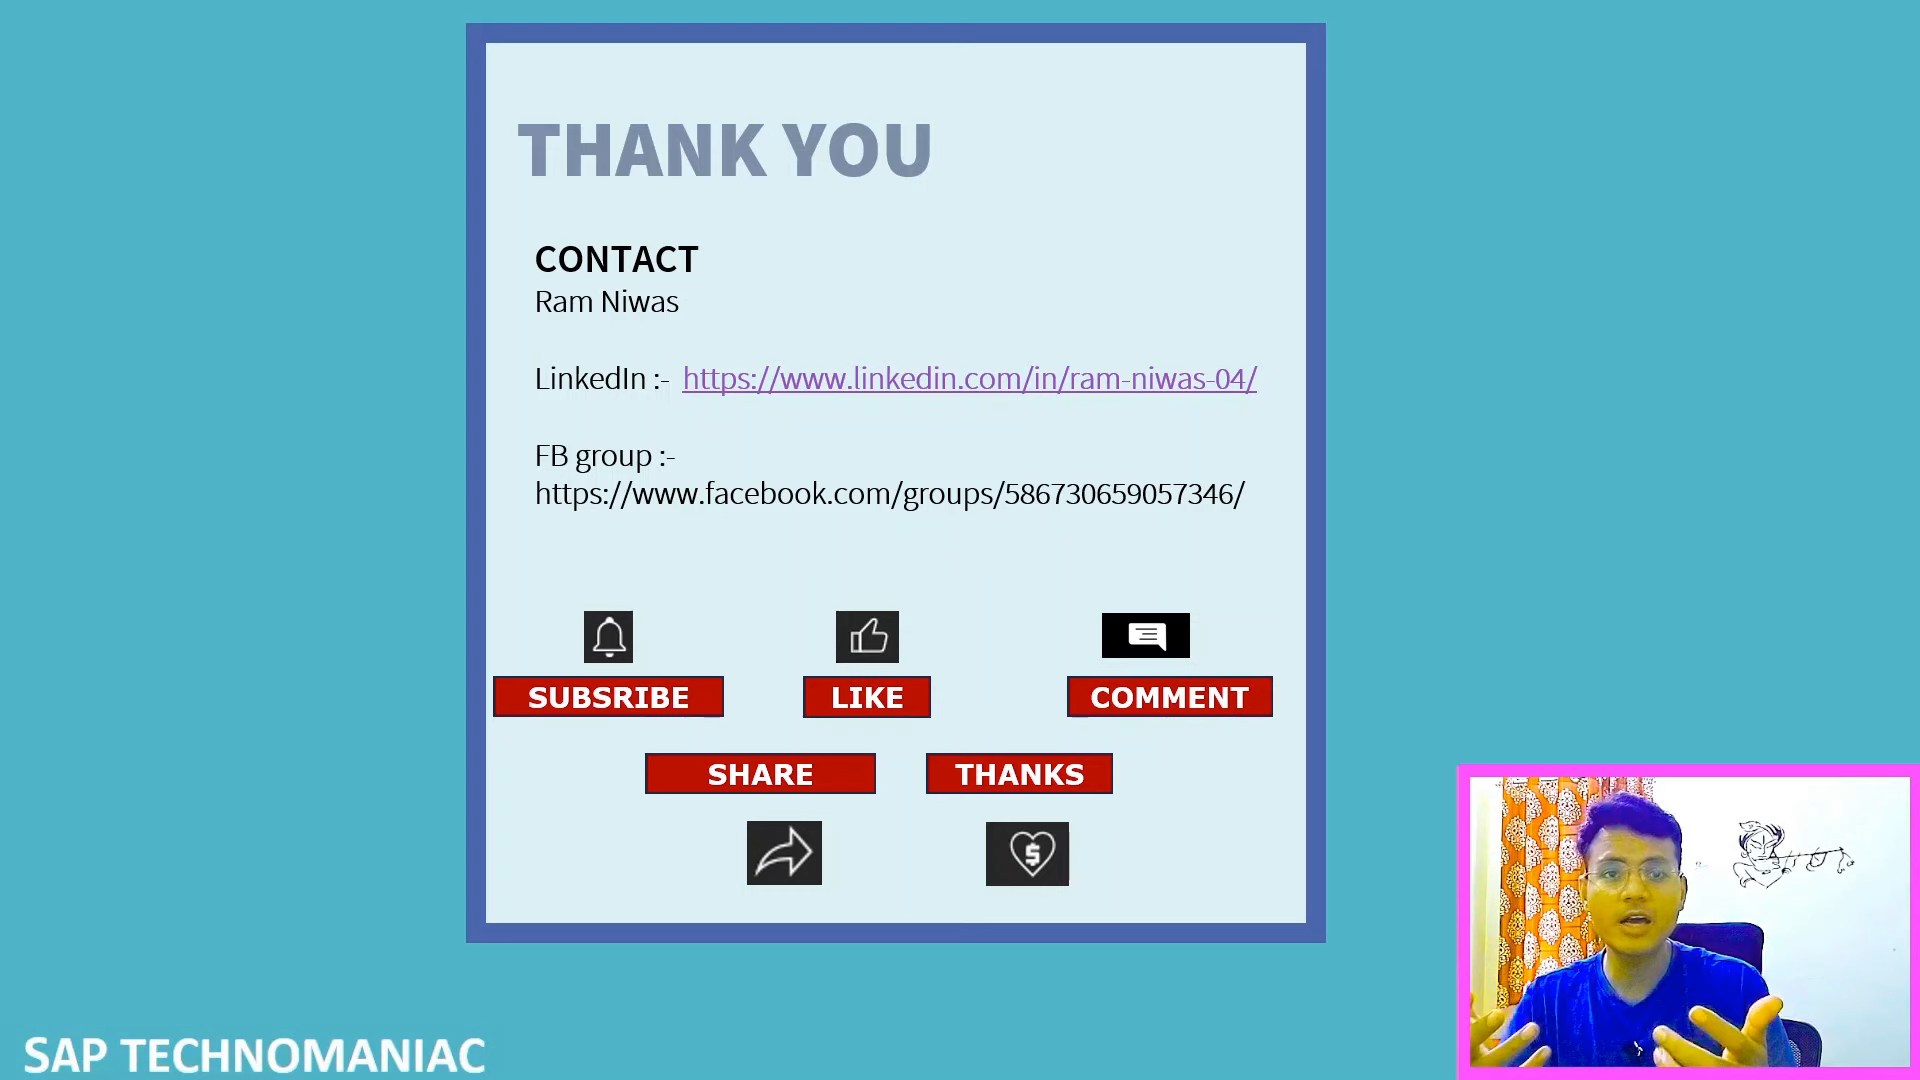 THANK YOU
CONTACT
Ram Niwas
LinkedIn :- https://www.linkedin.com/in/ram-niwas-04/
FB group :-
https://www.facebook.com/groups/586730659057346/
SUBSRIBE
LIKE
COMMENT
SHARE
THANKS
$
SAP TECHNOMANIAC